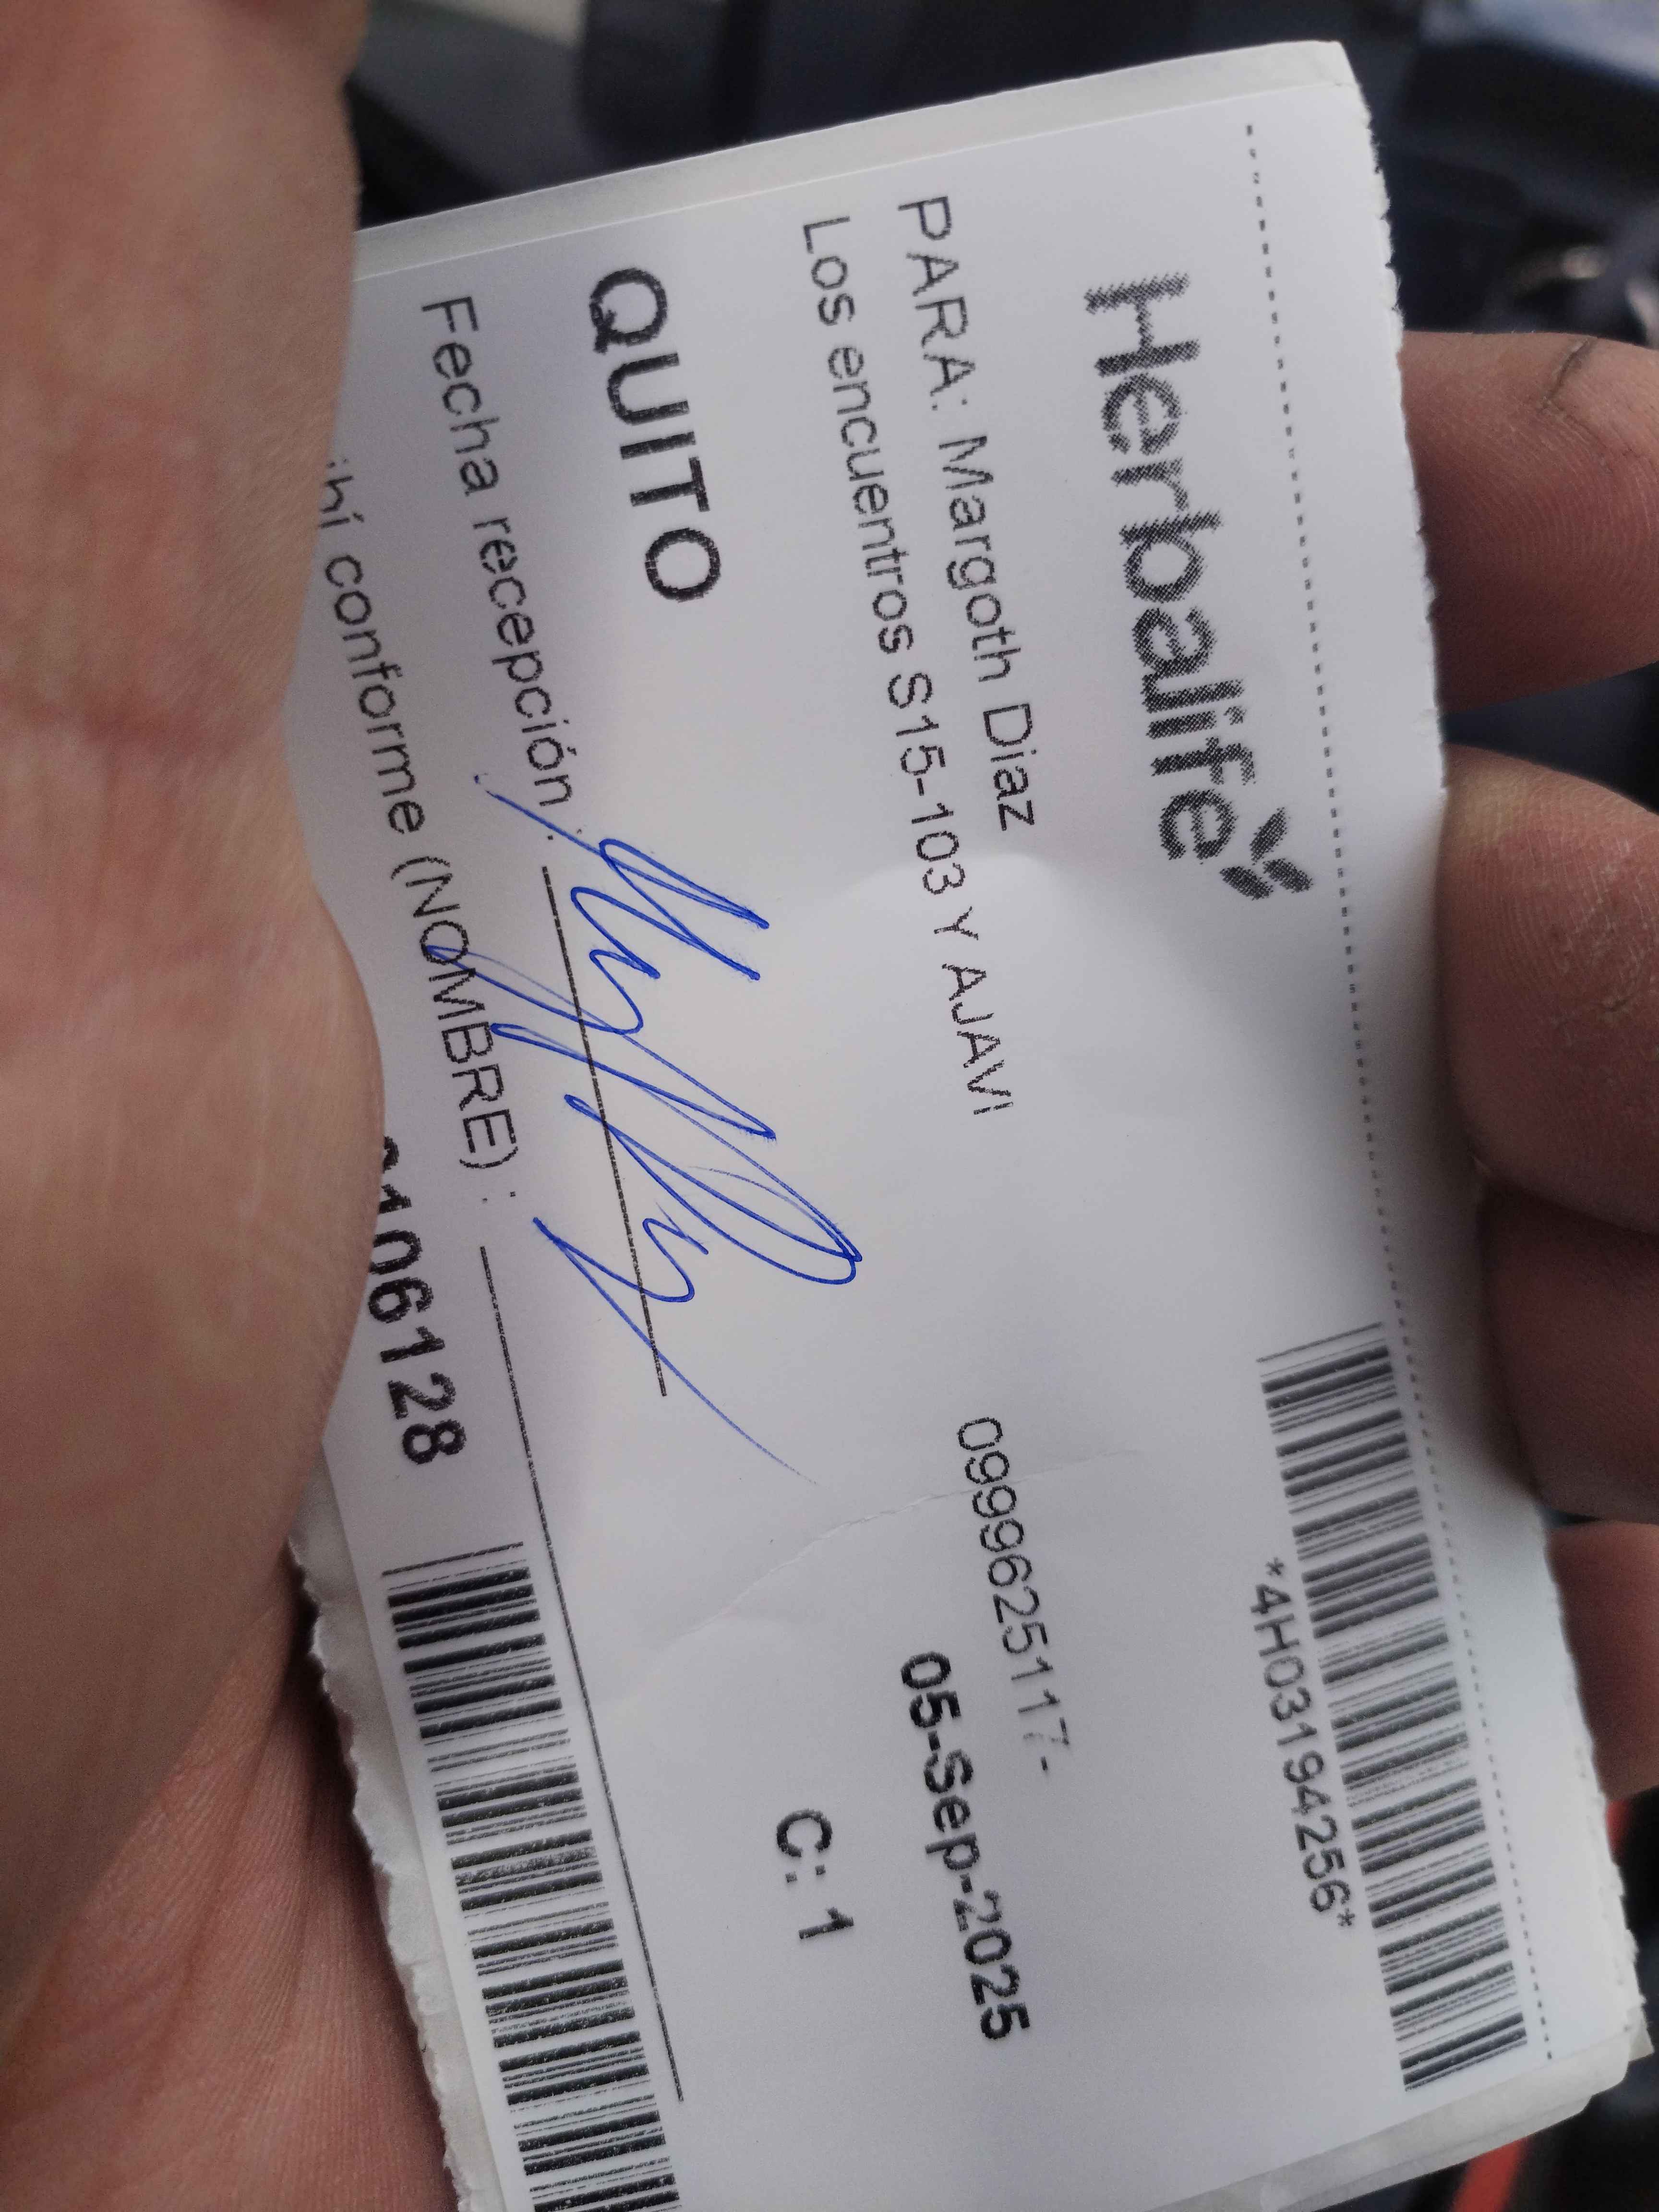 Herbalife
*4H03194256*
PARA: Margoth Diaz
0999625117-
Los encuentros S15-103 Y AJAVI
05-Sep-2025
QUITO
C: 1
Fecha recepción :
conforme (NOMBRE) :
106128